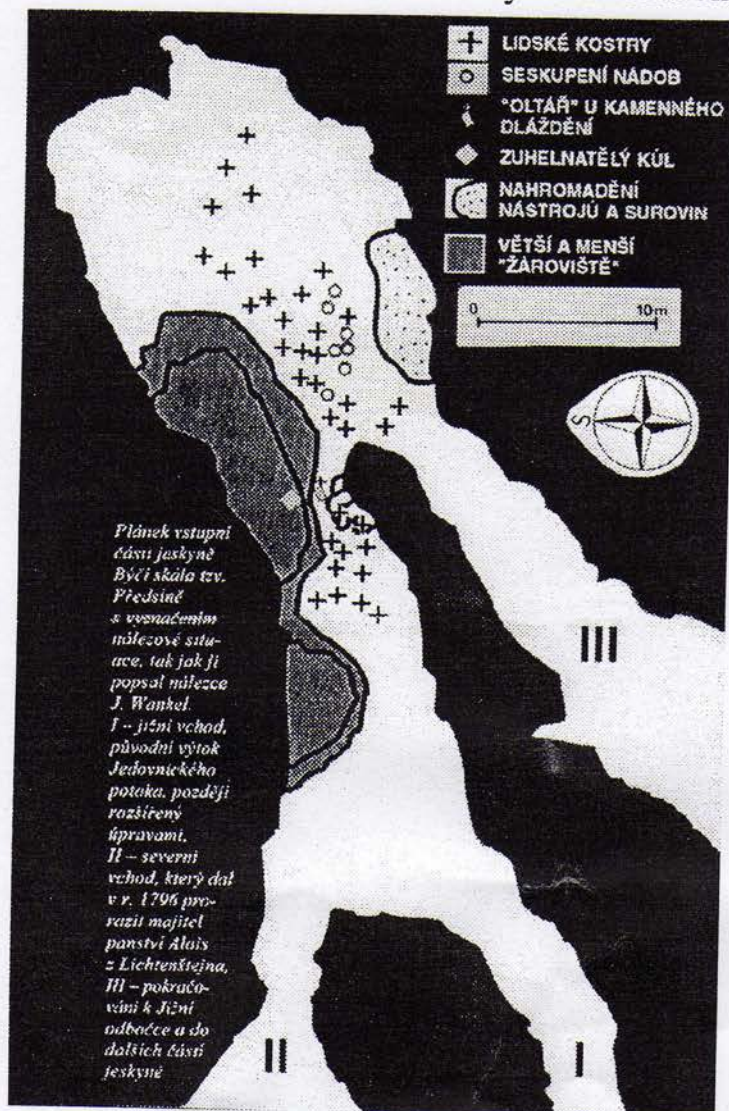 LIDSKÉ KOSTRY
SESKUPENÍ NÁDOB
"OLTÁŘ" U KAMENNÉHO
DLÁŽDĚNÍ
ZUHELNATĚLÝ KŮL
NAHROMADĚNÍ
NÁSTROJŮ A SUROVIN
VĚTŠÍ A MENŠÍ
"ŽÁROVIŠTĚ"
0 10 m
S
Plánek vstupní
části jeskyně
Býčí skála tzv.
Předsíně
s vyznačením
nálezové situ-
ace, tak jak ji
popsal nálezce
J. Wankel.
I – jižní vchod,
původní výtok
Jedovnického
potoka, později
rozšířený
úpravami.
II – severní
vchod, který dal
v r. 1796 pro-
razit majitel
panství Alois
z Lichtenštejna,
III – pokračo-
vání k Jižní
odbočce a do
dalších částí
jeskyně
III
II
I